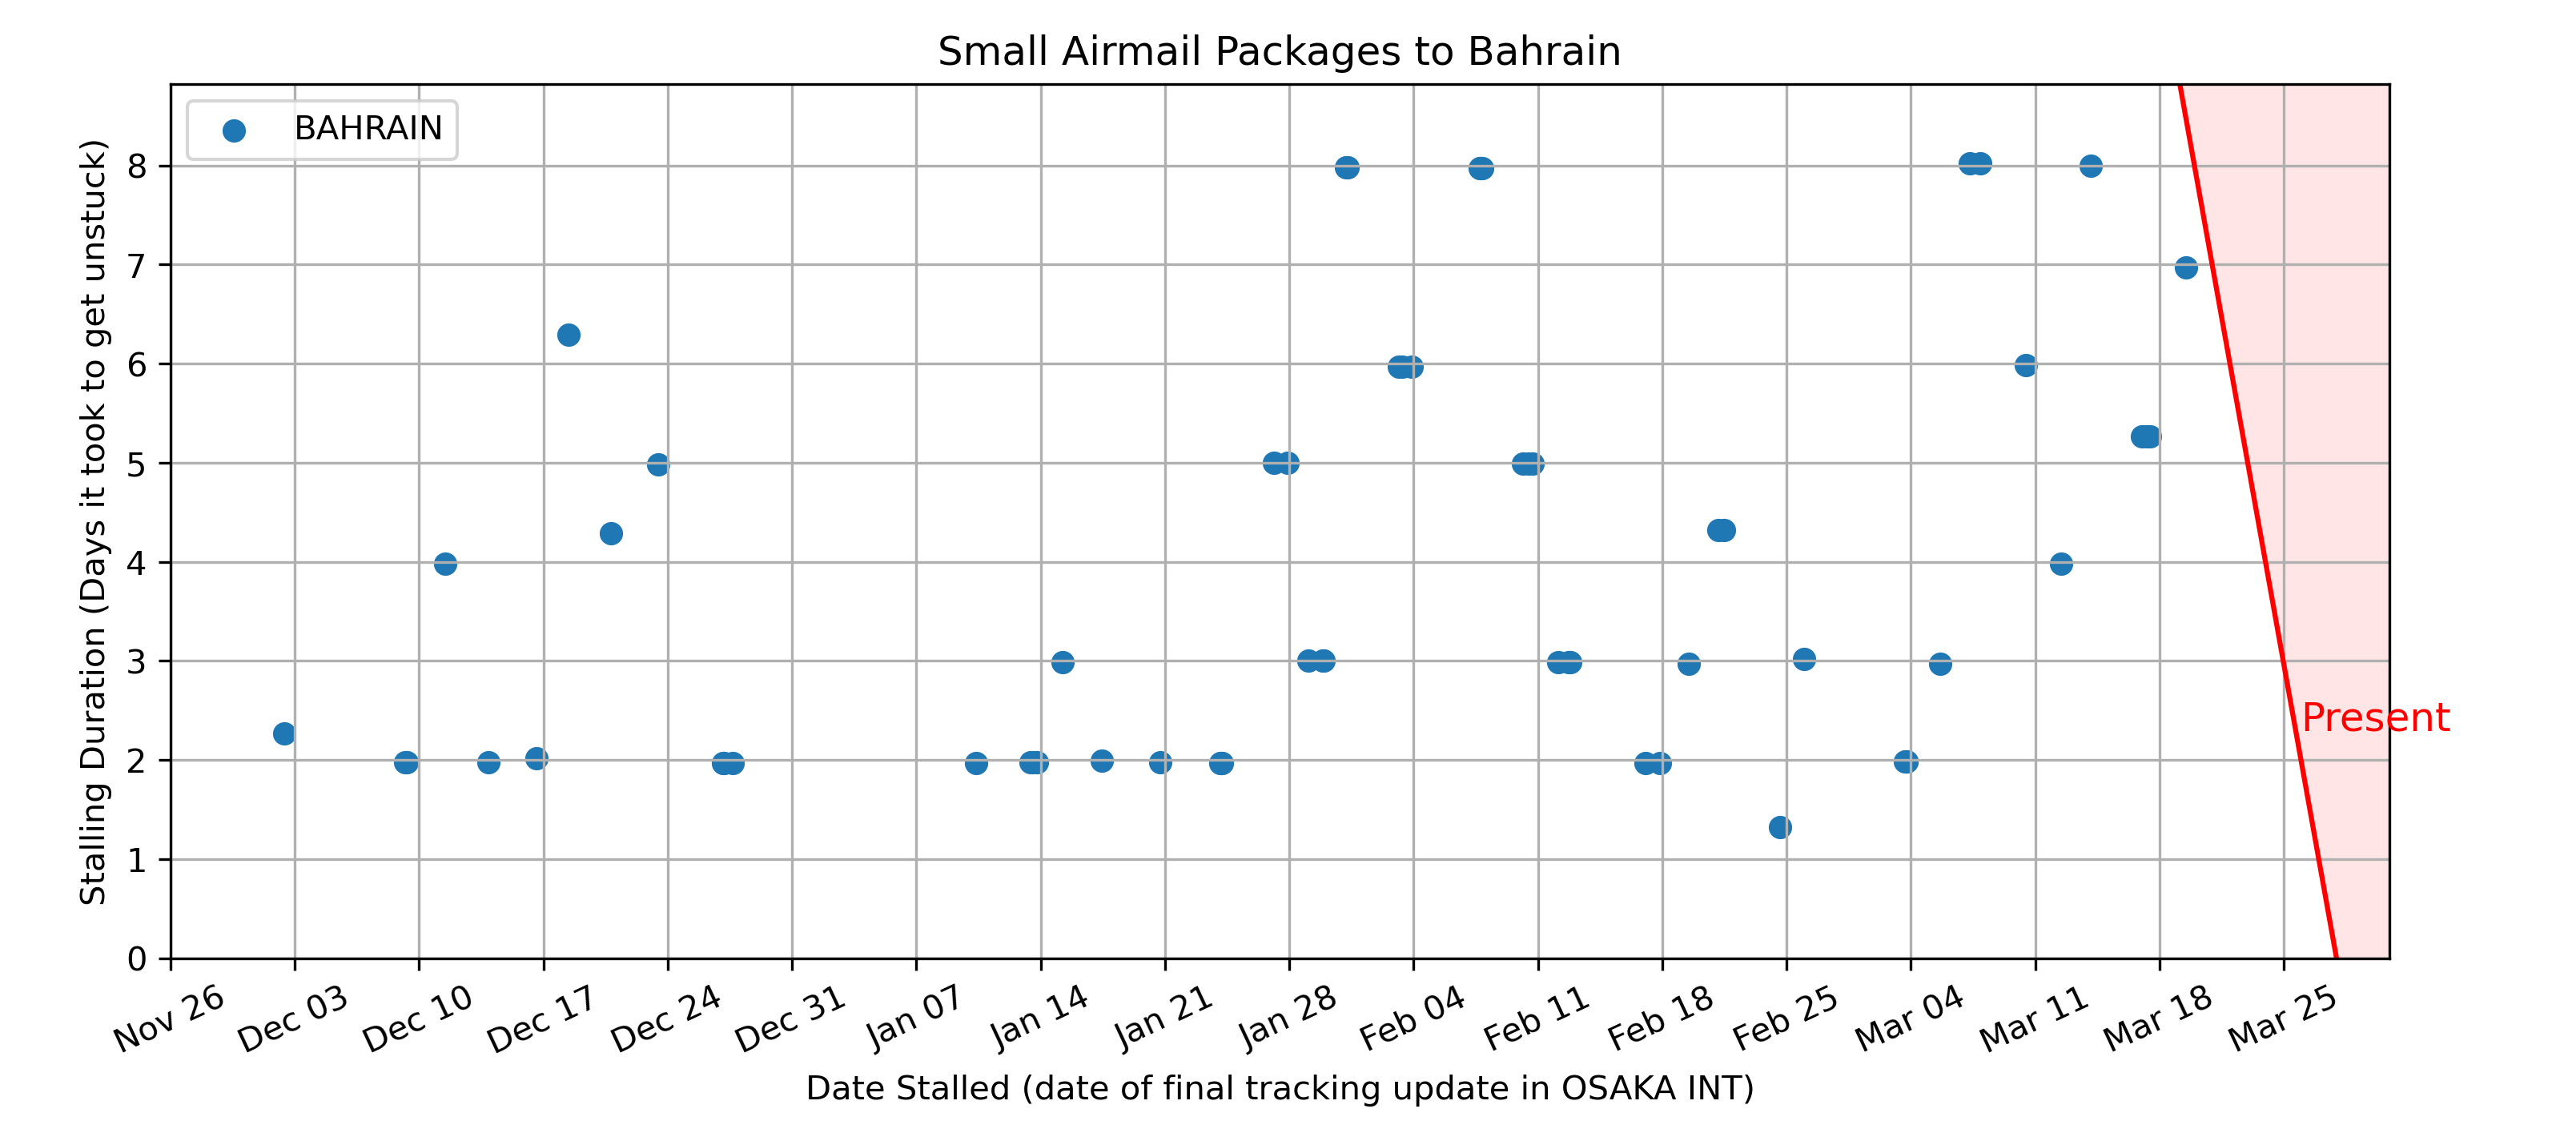 Small Airmail Packages to Bahrain
BAHRAIN
Stalling Duration (Days it took to get unstuck)
8
7
6
5
4
3
2
1
0
Present
Nov 26
Dec 03
Dec 10
Dec 17
Dec 24
Dec 31
Jan 07
Jan 14
Jan 21
Jan 28
Feb 04
Feb 11
Feb 18
Feb 25
Mar 04
Mar 11
Mar 18
Mar 25
Date Stalled (date of final tracking update in OSAKA INT)